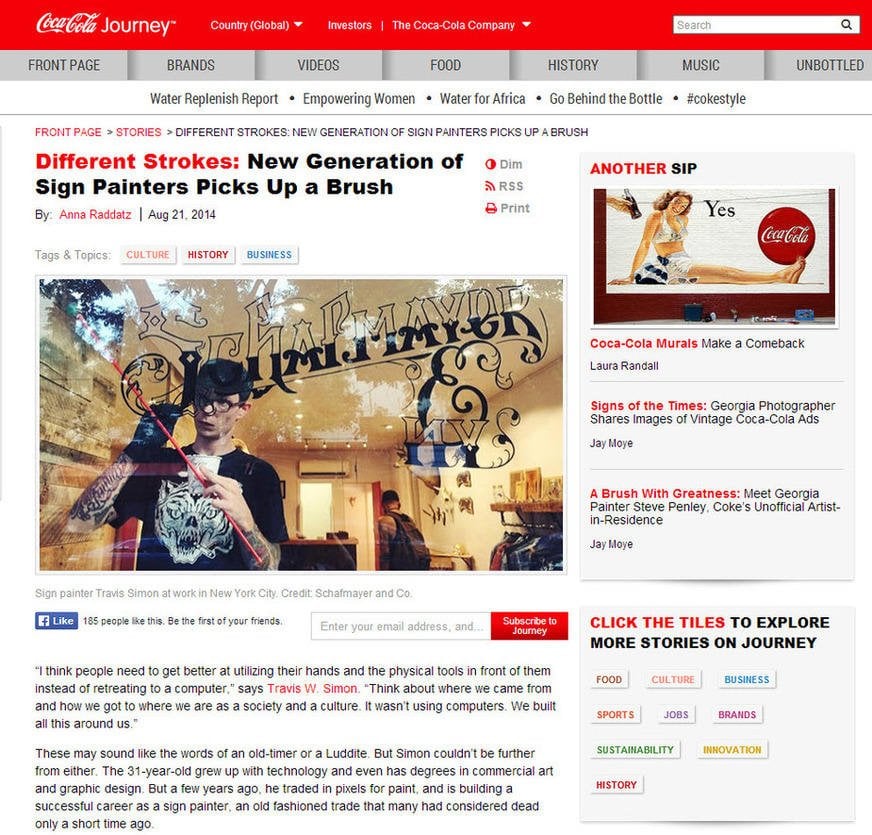 Coca-Cola Journey™
Country (Global)
Investors | The Coca-Cola Company
Search
FRONT PAGE
BRANDS
VIDEOS
FOOD
HISTORY
MUSIC
UNBOTTLED
Water Replenish Report • Empowering Women • Water for Africa • Go Behind the Bottle • #cokestyle
FRONT PAGE > STORIES > DIFFERENT STROKES: NEW GENERATION OF SIGN PAINTERS PICKS UP A BRUSH
Different Strokes: New Generation of
Sign Painters Picks Up a Brush
By: Anna Raddatz | Aug 21, 2014
Dim
RSS
Print
Tags & Topics: CULTURE HISTORY BUSINESS
SCHAFMAYER
&
Sign painter Travis Simon at work in New York City. Credit: Schafmayer and Co.
Like
185 people like this. Be the first of your friends.
Enter your email address, and...
Subscribe to
Journey
“I think people need to get better at utilizing their hands and the physical tools in front of them
instead of retreating to a computer,” says Travis W. Simon. “Think about where we came from
and how we got to where we are as a society and a culture. It wasn’t using computers. We built
all this around us.”
These may sound like the words of an old-timer or a Luddite. But Simon couldn’t be further
from either. The 31-year-old grew up with technology and even has degrees in commercial art
and graphic design. But a few years ago, he traded in pixels for paint, and is building a
successful career as a sign painter, an old fashioned trade that many had considered dead
only a short time ago.
ANOTHER SIP
Yes
Coca-Cola
Coca-Cola Murals Make a Comeback
Laura Randall
Signs of the Times: Georgia Photographer
Shares Images of Vintage Coca-Cola Ads
Jay Moye
A Brush With Greatness: Meet Georgia
Painter Steve Penley, Coke’s Unofficial Artist-
in-Residence
Jay Moye
CLICK THE TILES TO EXPLORE
MORE STORIES ON JOURNEY
FOOD
CULTURE
BUSINESS
SPORTS
JOBS
BRANDS
SUSTAINABILITY
INNOVATION
HISTORY